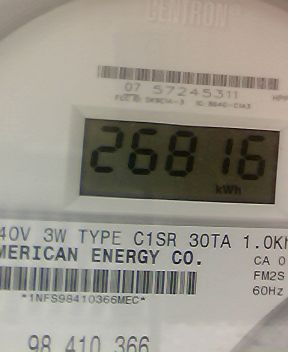 CENTRON®
07 57245311
26816
kWh
40V 3W TYPE C1SR 30TA 1.0Kh
MERICAN ENERGY CO.
CA 0
FM2S
60Hz
*1NFS98410366MEC*
98 410 366